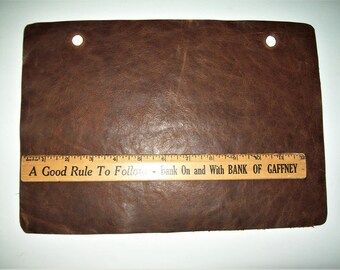 A Good Rule To Follow - Bank On and With BANK OF GAFFNEY